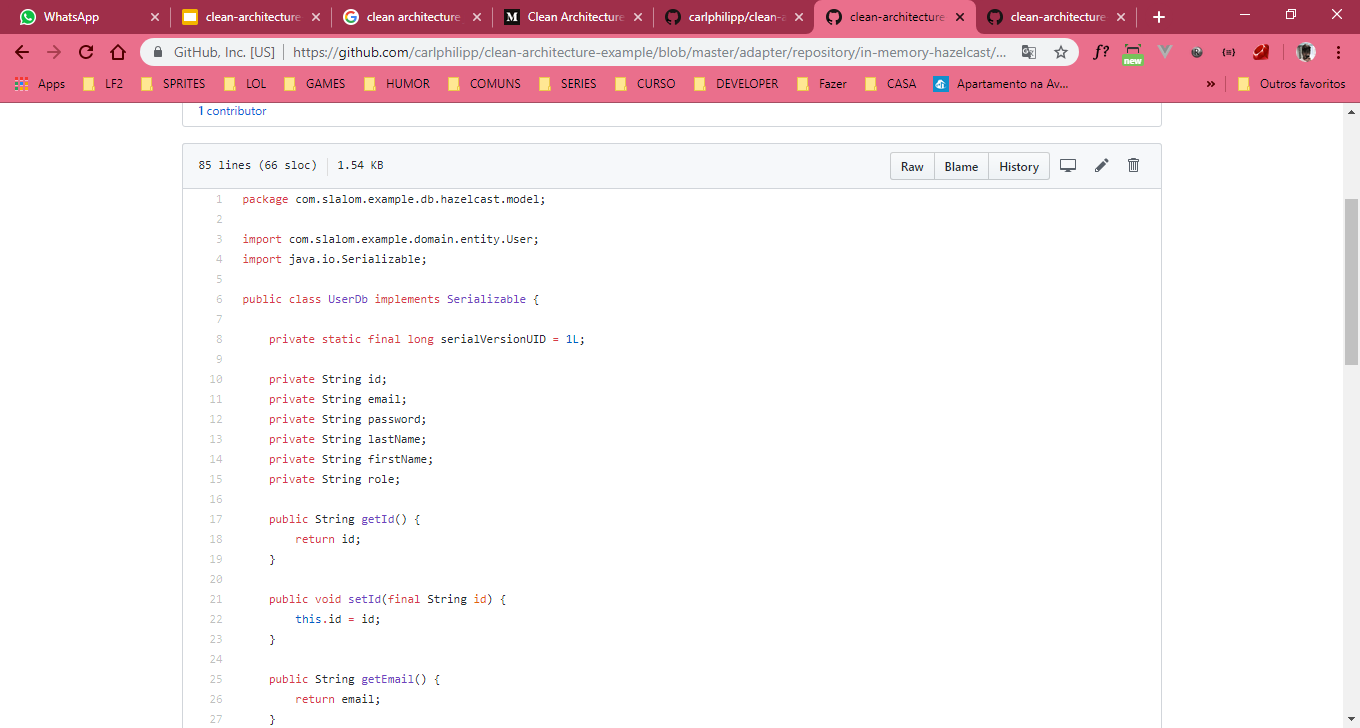 WhatsApp
clean-architecture
clean architecture
Clean Architecture
carlphilipp/clean-a
clean-architecture
clean-architecture
GitHub, Inc. [US] | https://github.com/carlphilipp/clean-architecture-example/blob/master/adapter/repository/in-memory-hazelcast/...
f?
new
Apps
LF2
SPRITES
LOL
GAMES
HUMOR
COMUNS
SERIES
CURSO
DEVELOPER
Fazer
CASA
Apartamento na Av...
»
Outros favoritos
1 contributor
85 lines (66 sloc) 1.54 KB
Raw
Blame
History
1 package com.slalom.example.db.hazelcast.model;
2
3 import com.slalom.example.domain.entity.User;
4 import java.io.Serializable;
5
6 public class UserDb implements Serializable {
7
8 private static final long serialVersionUID = 1L;
9
10 private String id;
11 private String email;
12 private String password;
13 private String lastName;
14 private String firstName;
15 private String role;
16
17 public String getId() {
18 return id;
19 }
20
21 public void setId(final String id) {
22 this.id = id;
23 }
24
25 public String getEmail() {
26 return email;
27 }